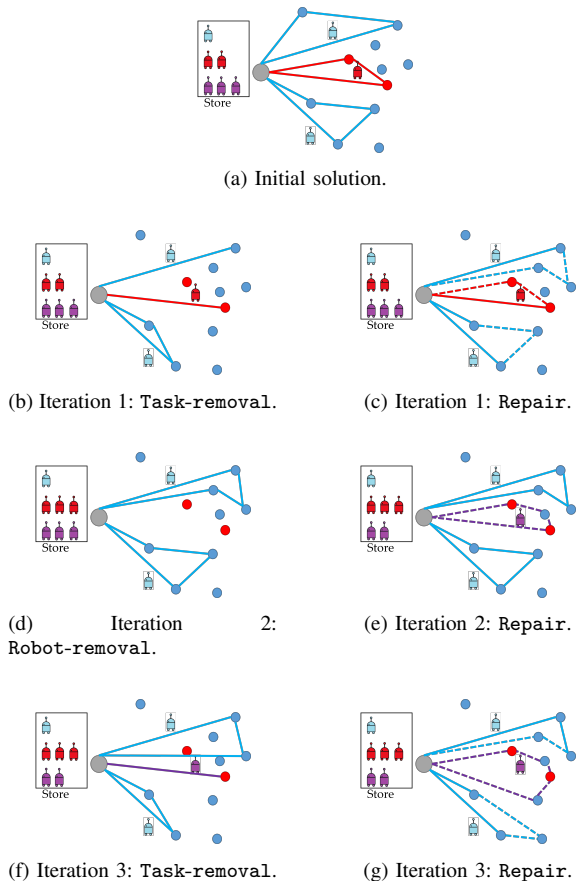 Store
(a) Initial solution.
Store
Store
(b) Iteration 1: Task-removal.
(c) Iteration 1: Repair.
Store
Store
(d) Iteration 2:
Robot-removal.
(e) Iteration 2: Repair.
Store
Store
(f) Iteration 3: Task-removal.
(g) Iteration 3: Repair.